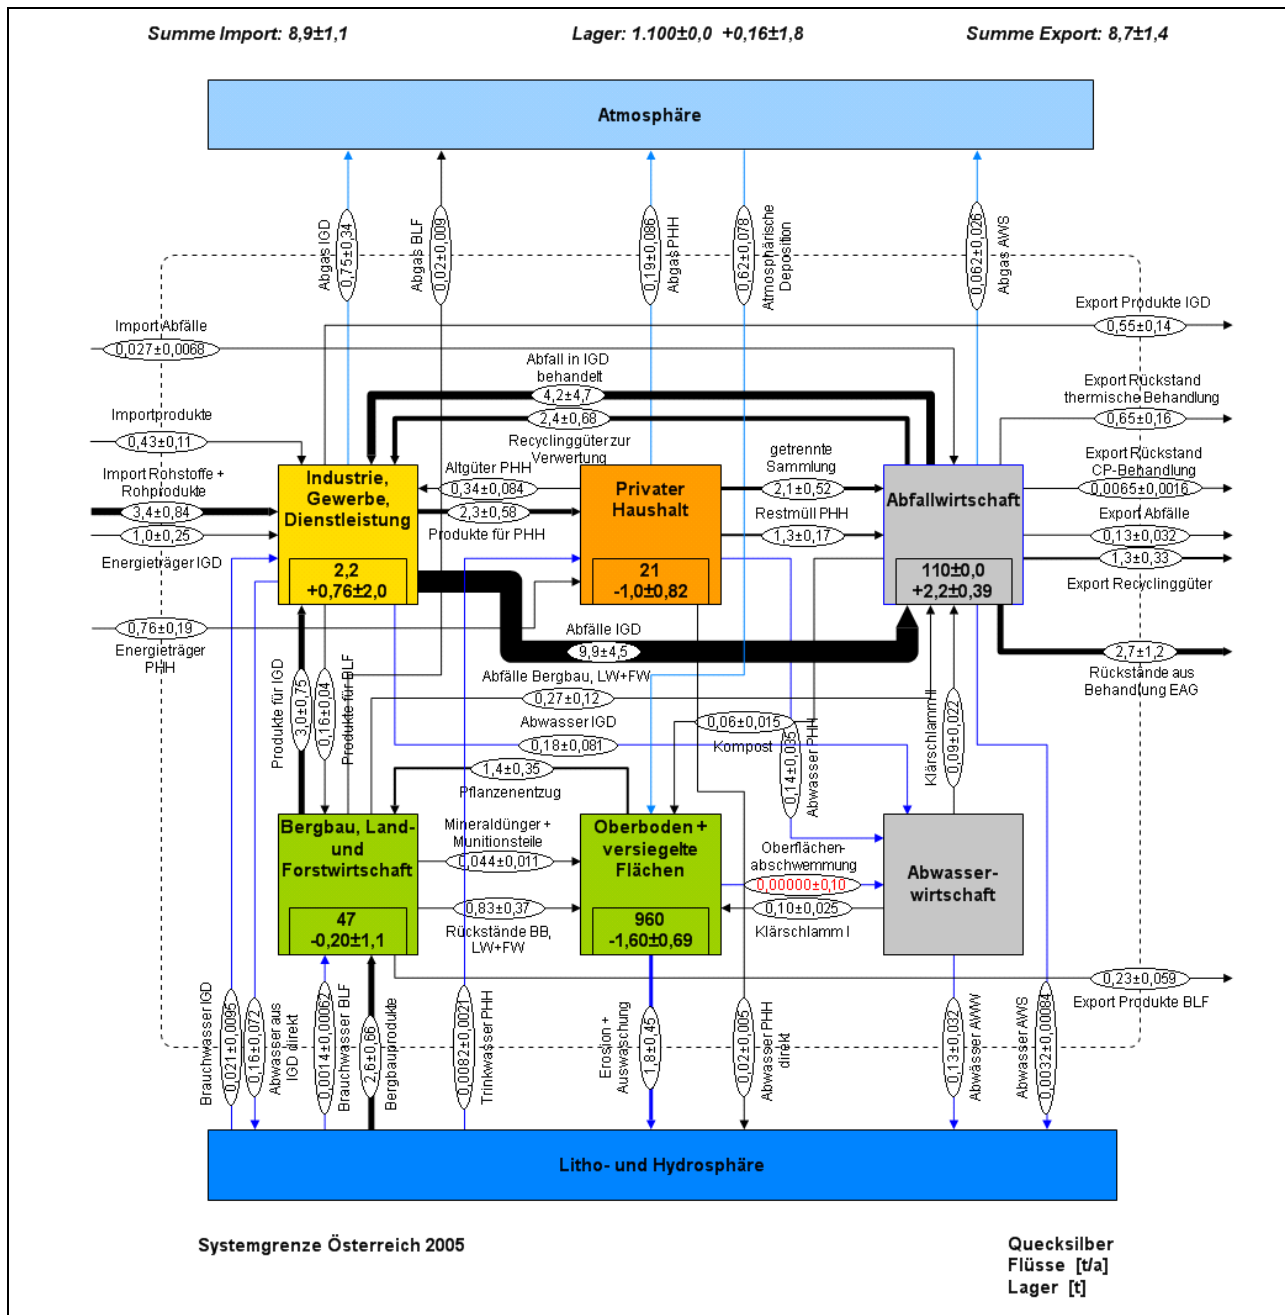 Summe Import: 8,9±1,1
Lager: 1.100±0,0 +0,16±1,8
Summe Export: 8,7±1,4
Atmosphäre
Abgas IGD
0,75±0,34
Abgas BLF
0,02±0,009
0,19±0,086
Abgas PHH
0,62±0,078
Atmosphärische
Deposition
0,062±0,026
Abgas AWS
Import Abfälle
0,027±0,0068
Export Produkte IGD
0,55±0,14
Abfall in IGD
behandelt
4,2±4,7
2,4±0,68
Recyclinggüter zur
Verwertung
Export Rückstand
thermische Behandlung
0,65±0,16
Importprodukte
0,43±0,11
Import Rohstoffe +
Rohprodukte
3,4±0,84
1,0±0,25
Energieträger IGD
Industrie,
Gewerbe,
Dienstleistung
2,2
+0,76±2,0
Altgüter PHH
0,34±0,084
2,3±0,58
Produkte für PHH
Privater
Haushalt
21
-1,0±0,82
getrennte
Sammlung
2,1±0,52
Restmüll PHH
1,3±0,17
Abfallwirtschaft
110±0,0
+2,2±0,39
Export Rückstand
CP-Behandlung
0,0065±0,0016
Export Abfälle
0,13±0,032
1,3±0,33
Export Recyclinggüter
0,76±0,19
Energieträger
PHH
Abfälle IGD
9,9±4,5
2,7±1,2
Rückstände aus
Behandlung EAG
Produkte für IGD
3,0±0,75
0,16±0,04
Produkte für BLF
Abfälle Bergbau, LW+FW
0,27±0,12
Abwasser IGD
0,18±0,081
0,06±0,015
Kompost
0,14±0,035
Abwasser PHH
Klärschlamm II
0,09±0,022
1,4±0,35
Pflanzenentzug
Bergbau, Land-
und
Forstwirtschaft
47
-0,20±1,1
Mineraldünger +
Munitionsteile
0,044±0,011
0,83±0,37
Rückstände BB,
LW+FW
Oberboden +
versiegelte
Flächen
960
-1,60±0,69
Oberflächen-
abschwemmung
0,00000±0,10
0,10±0,025
Klärschlamm I
Abwasser-
wirtschaft
0,23±0,059
Export Produkte BLF
Brauchwasser IGD
0,021±0,0095
0,16±0,072
Abwasser aus
IGD direkt
0,0014±0,00062
Brauchwasser BLF
2,6±0,66
Bergbauprodukte
0,0082±0,0021
Trinkwasser PHH
Erosion +
Auswaschung
1,8±0,45
0,02±0,005
Abwasser PHH
direkt
0,13±0,032
Abwässer AWW
Abwasser AWS
0,0032±0,00084
Litho- und Hydrosphäre
Systemgrenze Österreich 2005
Quecksilber
Flüsse [t/a]
Lager [t]